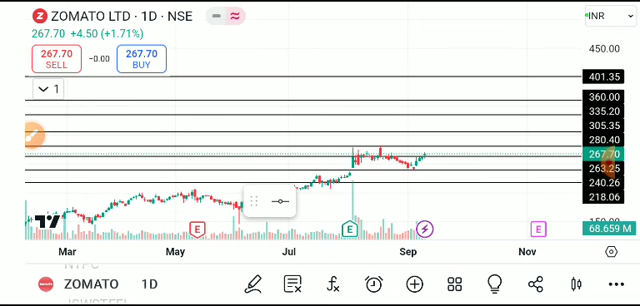 ZOMATO LTD · 1D · NSE
INR
267.70 +4.50 (+1.71%)
267.70
SELL
−0.00
267.70
BUY
1
450.00
401.35
360.00
335.20
305.35
280.40
267.70
263.25
240.26
218.06
68.659 M
E
E
E
Mar
May
Jul
Sep
Nov
ZOMATO 1D